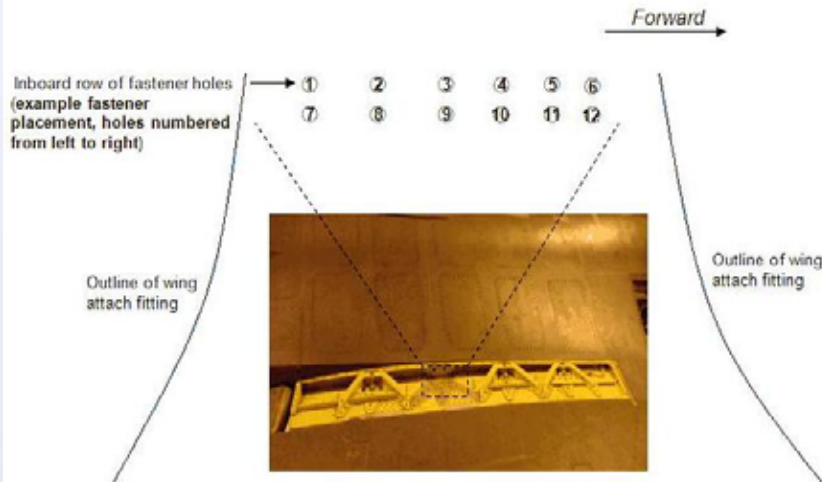 Forward
Inboard row of fastener holes
(example fastener
placement, holes numbered
from left to right)
1 2 3 4 5 6
7 8 9 10 11 12
Outline of wing
attach fitting
Outline of wing
attach fitting